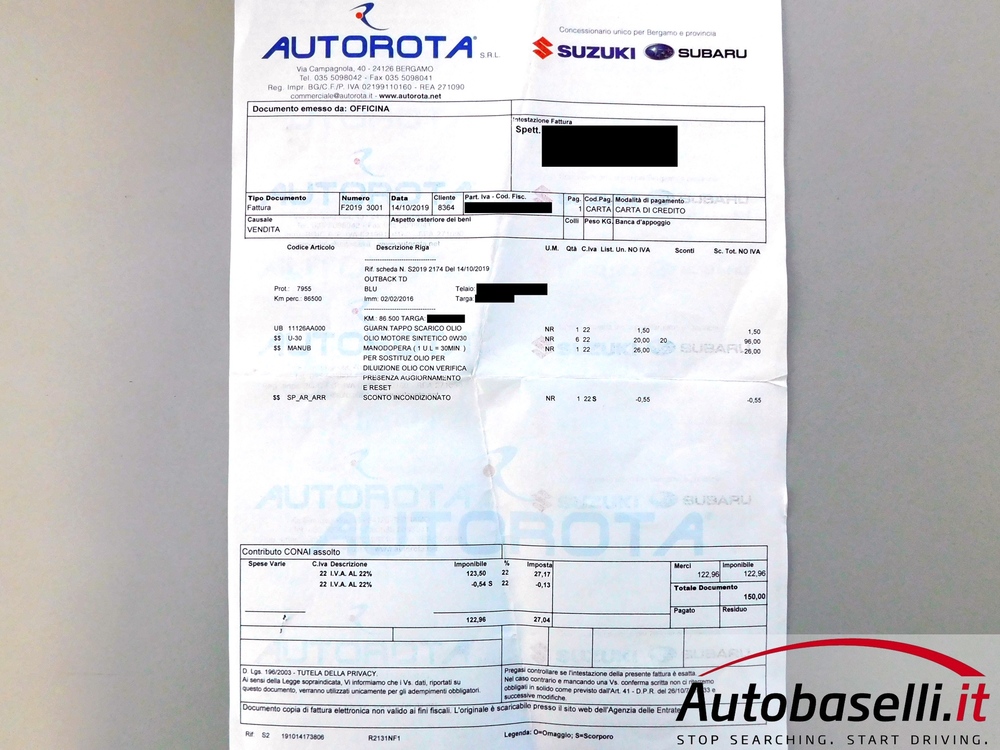 AUTOROTA S.R.L.
Via Campagnola, 40 - 24126 BERGAMO
Tel. 035 5098042 - Fax 035 5098041
Reg. Impr. BG/C.F./P. IVA 02199110160 - REA 271090
commerciale@autorota.it - www.autorota.net
Concessionario unico per Bergamo e provincia
SUZUKI SUBARU
Documento emesso da: OFFICINA
Intestazione Fattura
Spett.
Tipo Documento Numero Data Cliente Part. Iva - Cod. Fisc. Pag. Cod.Pag. Modalità di pagamento
Fattura F2019 3001 14/10/2019 8364 1 CARTA CARTA DI CREDITO
Causale Aspetto esteriore dei beni Colli Peso KG. Banca d'appoggio
VENDITA
Codice Articolo Descrizione Riga U.M. Qtà C.Iva List. Un. NO IVA Sconti Sc. Tot. NO IVA
Rif. scheda N. S2019 2174 Del 14/10/2019
OUTBACK TD
Prot.: 7955 BLU Telaio:
Km perc.: 86500 Imm: 02/02/2016 Targa
KM.: 86.500 TARGA:
UB 11126AA000 GUARN.TAPPO SCARICO OLIO NR 1 22 1,50 1,50
$$ U-30 OLIO MOTORE SINTETICO 0W30 NR 6 22 20,00 20 96,00
$$ MANUB MANODOPERA ( 1 U.L = 30MIN ) NR 1 22 26,00 26,00
PER SOSTITUZ OLIO PER
DILUIZIONE OLIO CON VERIFICA
PRESENZA AGGIORNAMENTO
E RESET
$$ SP_AR_ARR SCONTO INCONDIZIONATO NR 1 22 S -0,55 -0,55
AUTOROTA SUZUKI SUBARU
AUTOROTA
Contributo CONAI assolto
Spese Varie C.Iva Descrizione Imponibile % Imposta Merci Imponibile
22 I.V.A. AL 22% 123,50 22 27,17 122,96 122,96
22 I.V.A. AL 22% -0,54 S 22 -0,13
Totale Documento
150,00
Pagato Residuo
122,96 27,04
D. Lgs. 196/2003 - TUTELA DELLA PRIVACY
Ai sensi della Legge sopraindicata, Vi informiamo che i Vs. dati, riportati su
questo documento, verranno utilizzati unicamente per gli adempimenti obbligatori.
Pregasi controllare se l'intestazione della presente fattura è esatta.
Nel caso contrario e mancando una Vs. conferma scritta non ci riteniamo
obbligati in solido come previsto dall'Art. 41 - D.P.R. del 26/10/
successive modifiche.
Documento copia di fattura elettronica non valido ai fini fiscali. L'originale è scaricabile presso il sito web dell'Agenzia delle Entrate
Rif S2 191014173806 R2131NF1 Legenda: O=Omaggio; S=Scorporo
Autobaselli.it
STOP SEARCHING. START DRIVING.